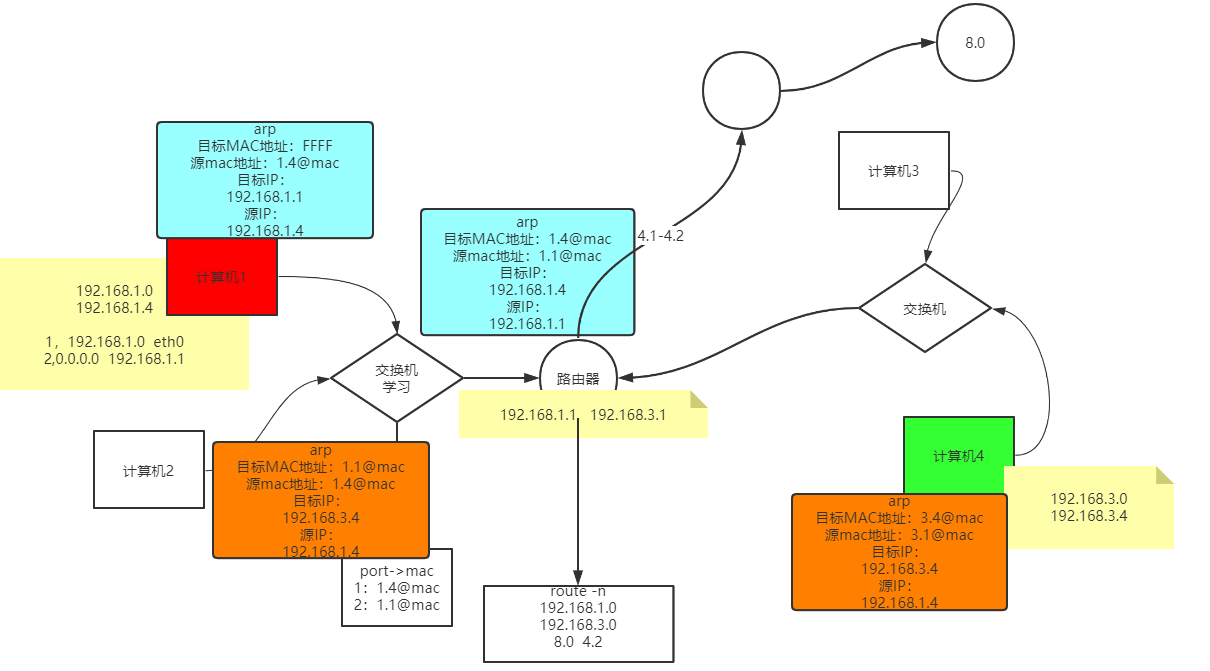 8.0
arp
目标MAC地址：FFFF
源mac地址：1.4@mac
目标IP：
192.168.1.1
源IP：
192.168.1.4
计算机1
192.168.1.0
192.168.1.4
1，192.168.1.0 eth0
2,0.0.0.0 192.168.1.1
arp
目标MAC地址：1.4@mac
源mac地址：1.1@mac
目标IP：
192.168.1.4
源IP：
192.168.1.1
4.1-4.2
计算机3
交换机
交换机
学习
路由器
192.168.1.1，192.168.3.1
计算机2
arp
目标MAC地址：1.1@mac
源mac地址：1.4@mac
目标IP：
192.168.3.4
源IP：
192.168.1.4
port->mac
1：1.4@mac
2：1.1@mac
route -n
192.168.1.0
192.168.3.0
8.0 4.2
计算机4
192.168.3.0
192.168.3.4
arp
目标MAC地址：3.4@mac
源mac地址：3.1@mac
目标IP：
192.168.3.4
源IP：
192.168.1.4